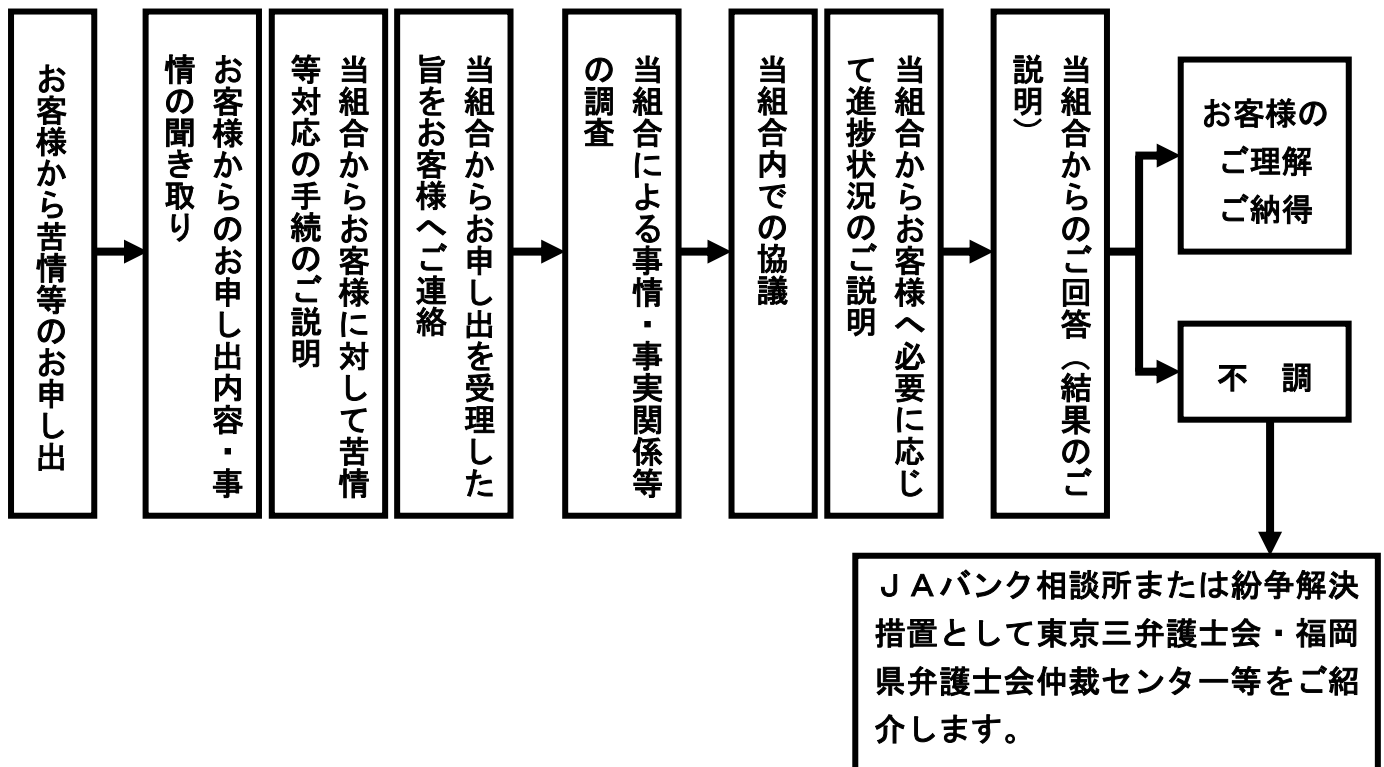 お客様から苦情等のお申し出
お客様からのお申し出内容・事
情の聞き取り
当組合からお客様に対して苦情
等対応の手続のご説明
当組合からお申し出を受理した
旨をお客様へご連絡
当組合による事情・事実関係等
の調査
当組合内での協議
当組合からお客様へ必要に応じ
て進捗状況のご説明
当組合からのご回答（結果のご
説明）
お客様の
ご理解
ご納得
不　調
ＪＡバンク相談所または紛争解決
措置として東京三弁護士会・福岡
県弁護士会仲裁センター等をご紹
介します。